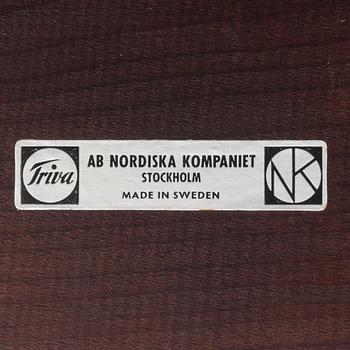 Triva
AB NORDISKA KOMPANIET
STOCKHOLM
MADE IN SWEDEN
NK